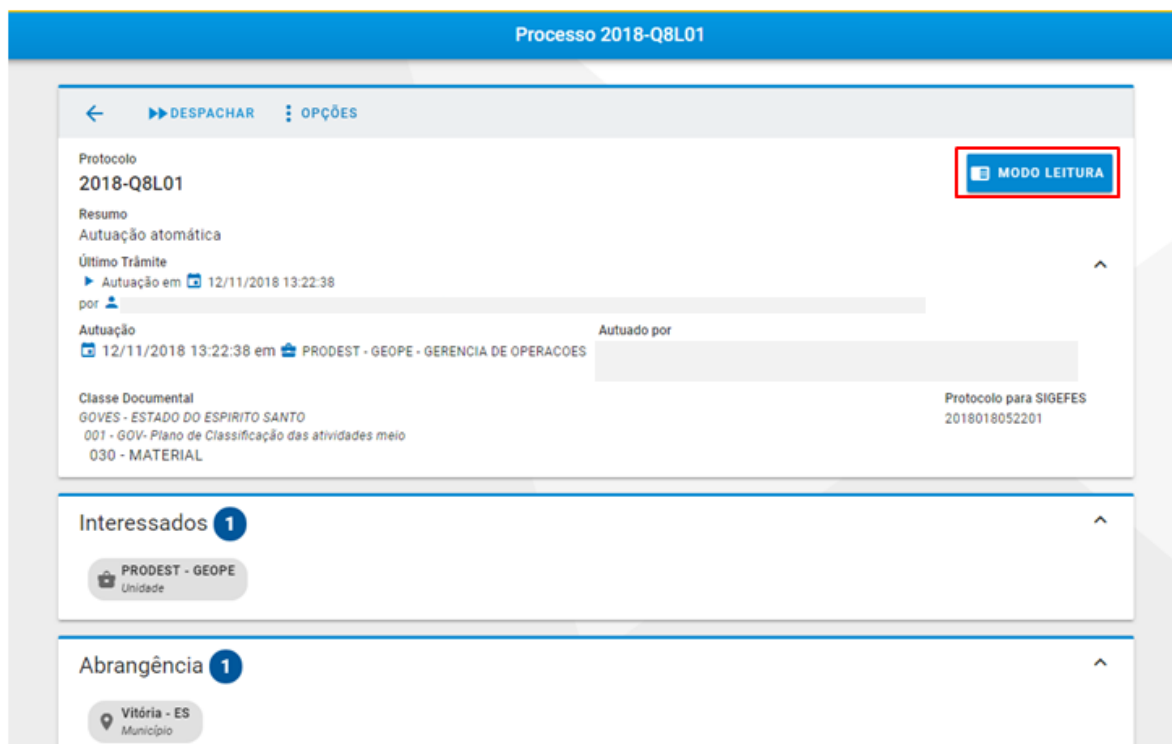 Processo 2018-Q8L01
DESPACHAR OPÇÕES
Protocolo
2018-Q8L01
MODO LEITURA
Resumo
Autuação atomática
Último Trâmite
Autuação em 12/11/2018 13:22:38
por
Autuação
12/11/2018 13:22:38 em PRODEST - GEOPE - GERENCIA DE OPERACOES
Autuado por
Classe Documental
GOVES - ESTADO DO ESPIRITO SANTO
001 - GOV- Plano de Classificação das atividades meio
030 - MATERIAL
Protocolo para SIGEFES
2018018052201
Interessados 1
PRODEST - GEOPE
Unidade
Abrangência 1
Vitória - ES
Município